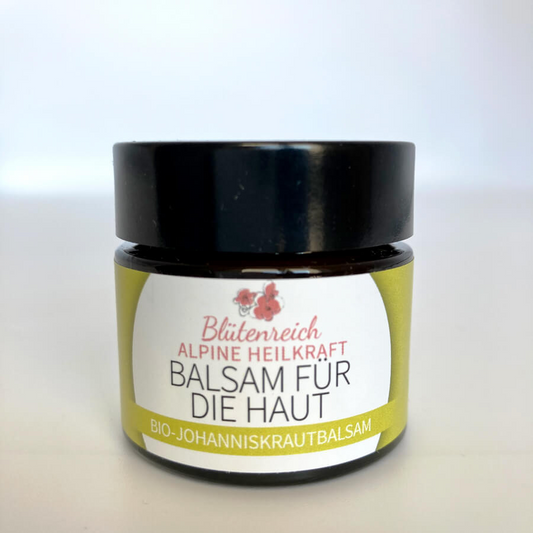 Blütenreich
ALPINE HEILKRAFT
BALSAM FÜR
DIE HAUT
BIO-JOHANNISKRAUTBALSAM